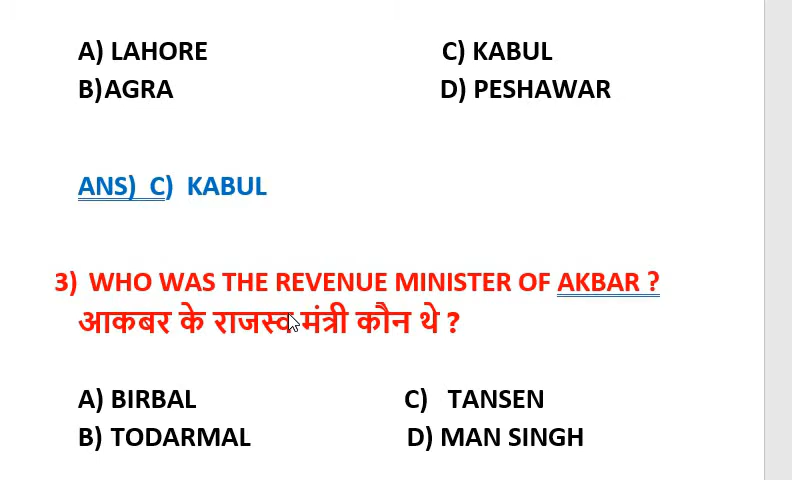 A) LAHORE C) KABUL
B)AGRA D) PESHAWAR
ANS) C) KABUL
3) WHO WAS THE REVENUE MINISTER OF AKBAR ?
आकबर के राजस्व मंत्री कौन थे ?
A) BIRBAL C) TANSEN
B) TODARMAL D) MAN SINGH